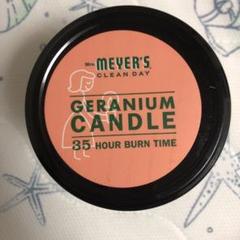 Mrs. MEYER'S
CLEAN DAY
GERANIUM
CANDLE
35 HOUR BURN TIME